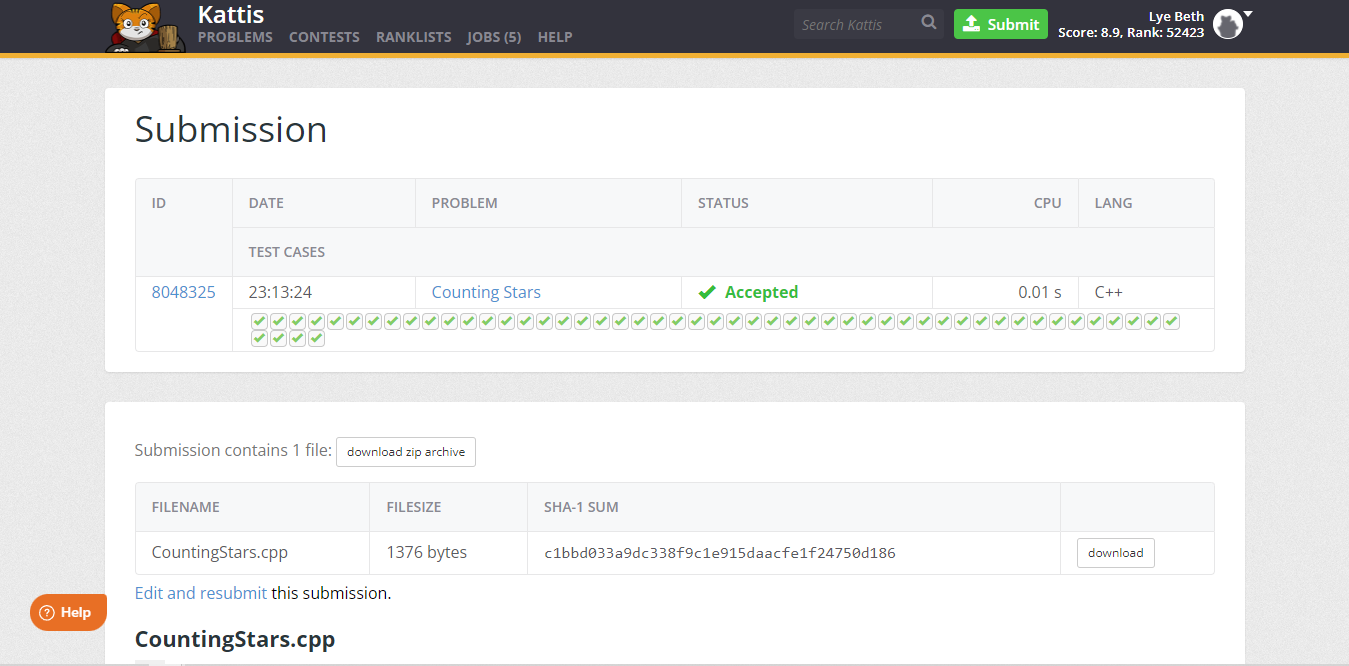 Kattis
PROBLEMS CONTESTS RANKLISTS JOBS (5) HELP
Search Kattis
Submit
Lye Beth
Score: 8.9, Rank: 52423
Submission
ID DATE PROBLEM STATUS CPU LANG
TEST CASES
8048325 23:13:24 Counting Stars Accepted 0.01 s C++
Submission contains 1 file: download zip archive
FILENAME FILESIZE SHA-1 SUM
CountingStars.cpp 1376 bytes c1bbd033a9dc338f9c1e915daacfe1f24750d186 download
Edit and resubmit this submission.
Help
CountingStars.cpp